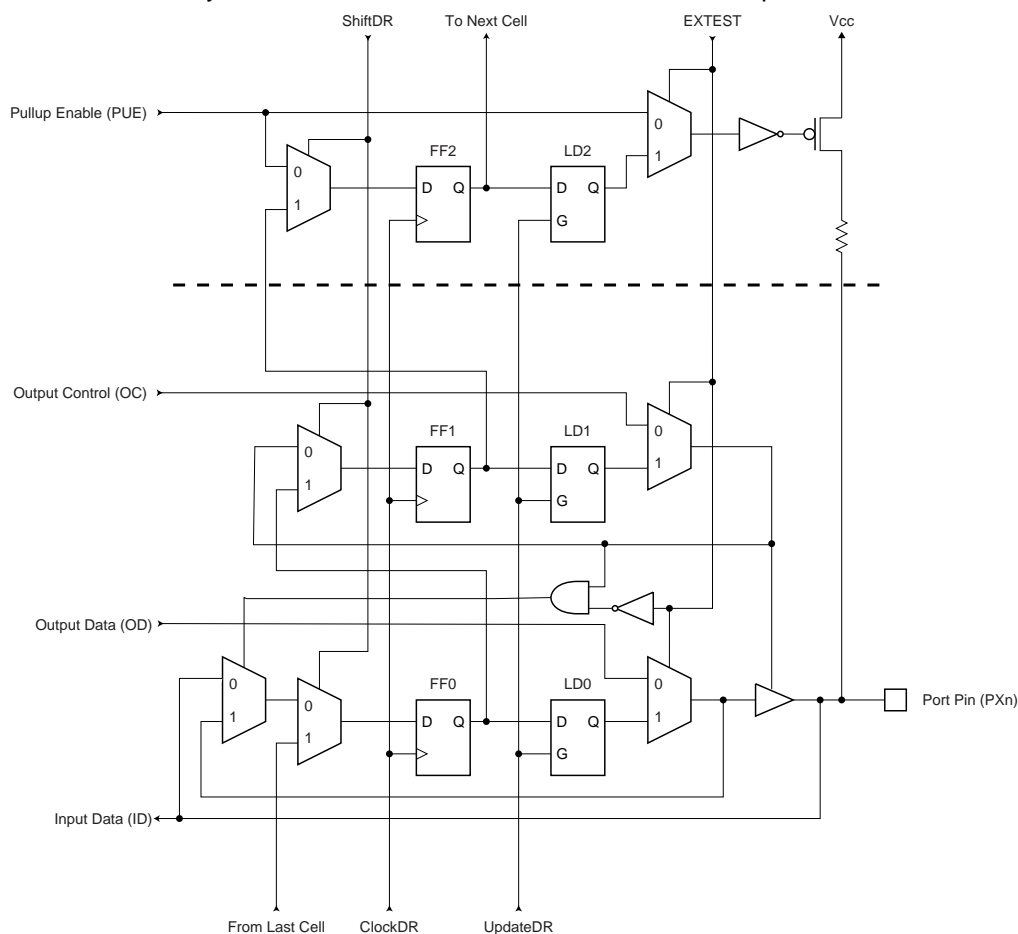 ShiftDR
To Next Cell
EXTEST
Vcc
Pullup Enable (PUE)
0
1
FF2
LD2
0
1
D Q
D Q
G
Output Control (OC)
FF1
LD1
0
1
0
1
D Q
D Q
G
Output Data (OD)
FF0
LD0
0
1
0
1
0
1
D Q
D Q
G
Port Pin (PXn)
Input Data (ID)
From Last Cell
ClockDR
UpdateDR